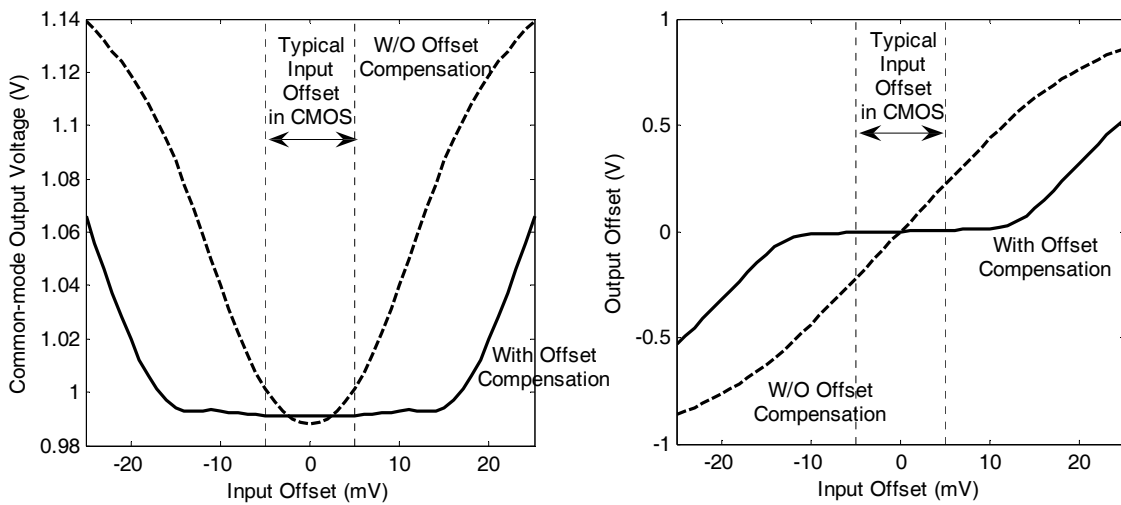 1.14
1.12
1.1
1.08
1.06
1.04
1.02
1
0.98
Common-mode Output Voltage (V)
Typical
Input
Offset
in CMOS
W/O Offset
Compensation
With Offset
Compensation
-20
-10
0
10
20
Input Offset (mV)
1
0.5
0
-0.5
-1
Output Offset (V)
Typical
Input
Offset
in CMOS
With Offset
Compensation
W/O Offset
Compensation
-20
-10
0
10
20
Input Offset (mV)